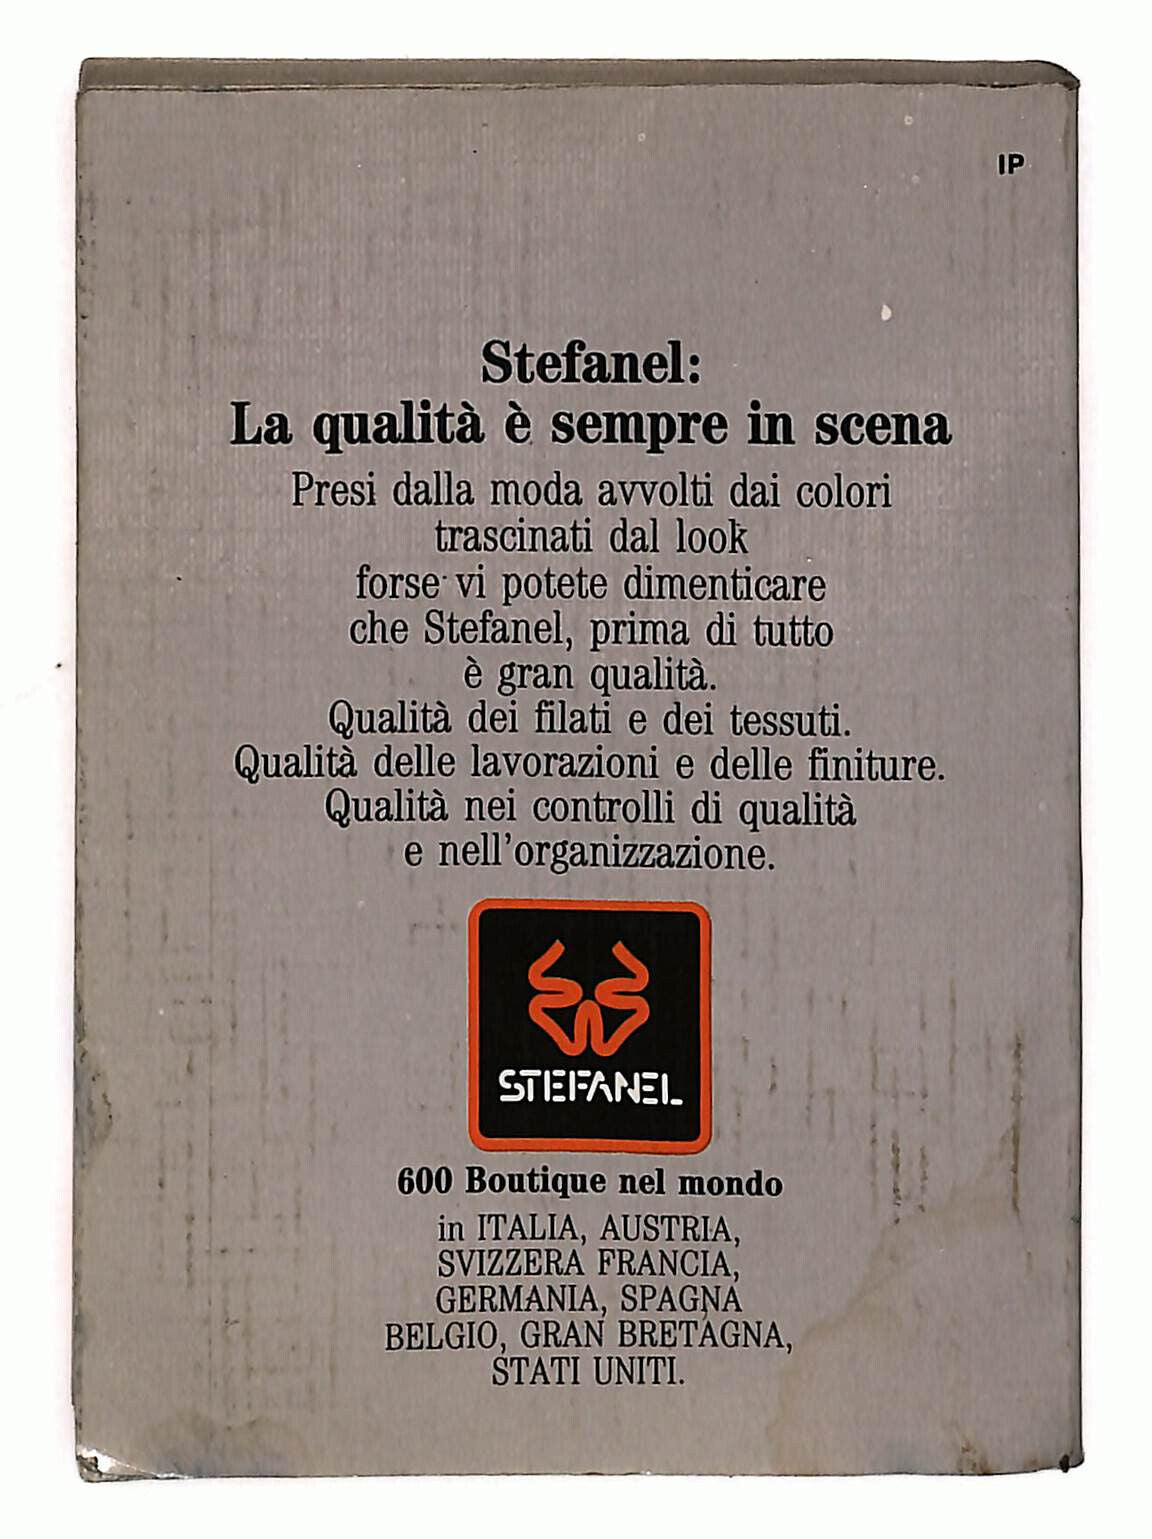 IP
Stefanel:
La qualità è sempre in scena
Presi dalla moda avvolti dai colori
trascinati dal look
forse vi potete dimenticare
che Stefanel, prima di tutto
è gran qualità.
Qualità dei filati e dei tessuti.
Qualità delle lavorazioni e delle finiture.
Qualità nei controlli di qualità
e nell'organizzazione.
STEFANEL
600 Boutique nel mondo
in ITALIA, AUSTRIA,
SVIZZERA FRANCIA,
GERMANIA, SPAGNA
BELGIO, GRAN BRETAGNA,
STATI UNITI.